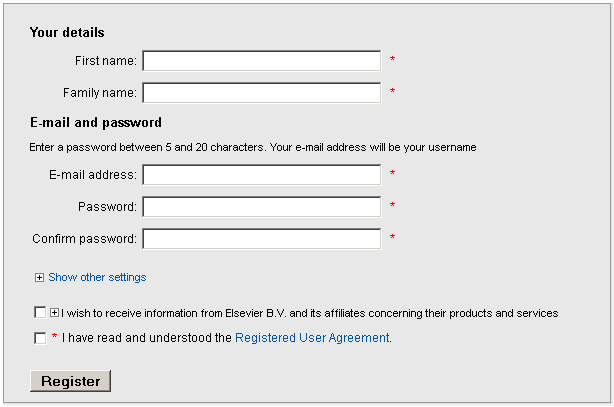 Your details
First name: *
Family name: *
E-mail and password
Enter a password between 5 and 20 characters. Your e-mail address will be your username
E-mail address: *
Password: *
Confirm password: *
Show other settings
I wish to receive information from Elsevier B.V. and its affiliates concerning their products and services
* I have read and understood the Registered User Agreement.
Register